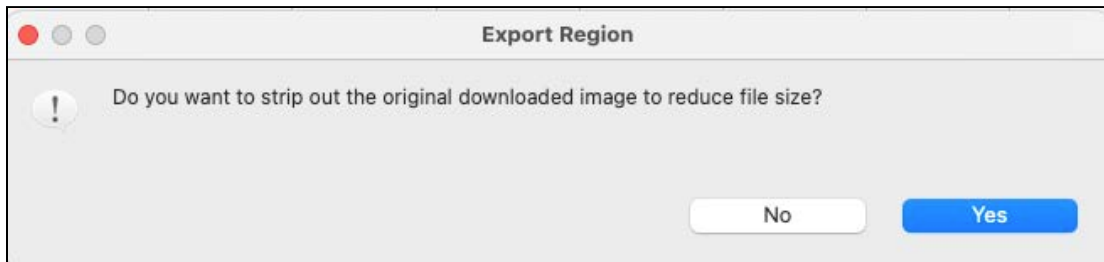 Export Region
Do you want to strip out the original downloaded image to reduce file size?
!
No
Yes